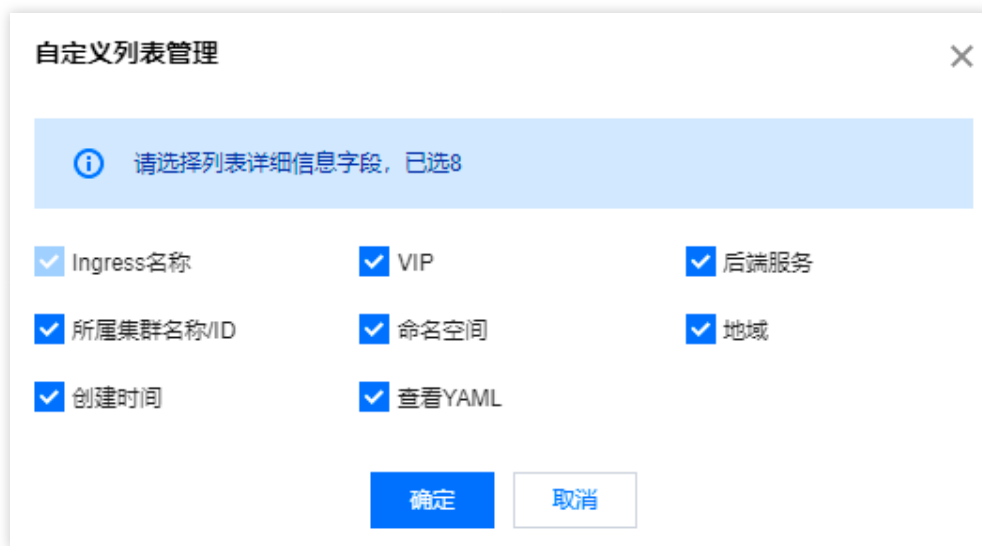 自定义列表管理
请选择列表详细信息字段，已选8
Ingress名称 VIP 后端服务
所属集群名称/ID 命名空间 地域
创建时间 查看YAML
确定 取消